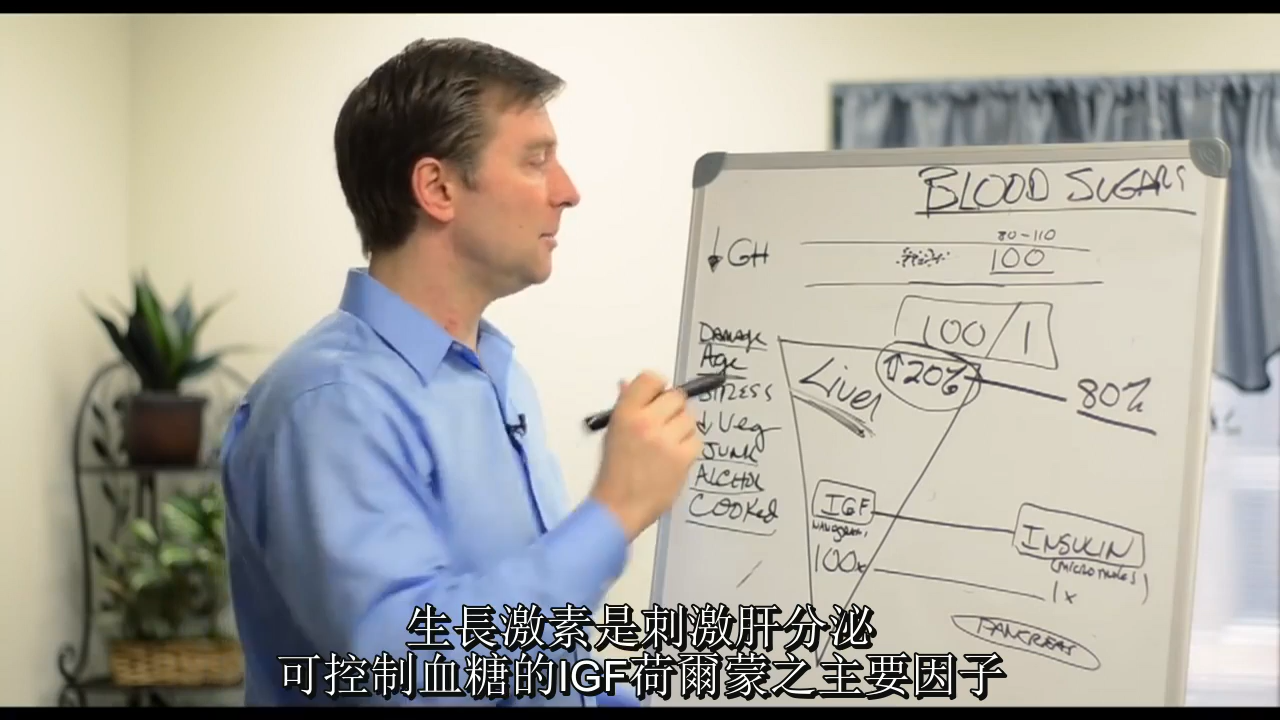 BLOOD SUGARS
80-110
↓ GH
100
100/1
DAMAGE
Age
STRESS
↓ Veg
JUNK
ALCHOL
COOKed
Liver
↑20%
80%
IGF
100x
INSULIN
1x
PANCREAS
生長激素是刺激肝分泌
可控制血糖的IGF荷爾蒙之主要因子